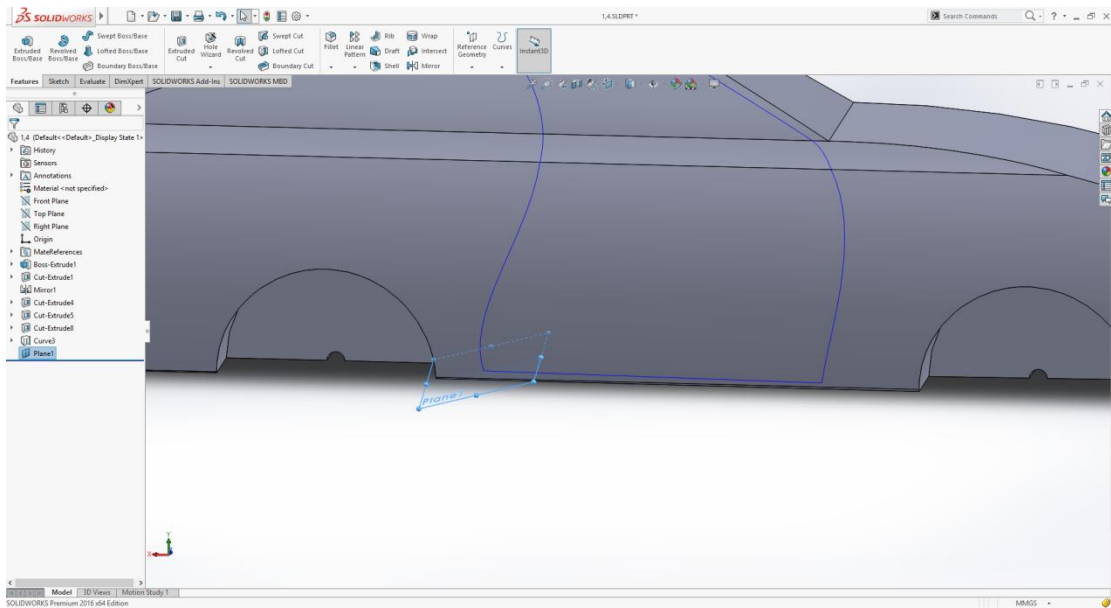 SOLIDWORKS
1,4.SLDPRT *
Search Commands
Extruded Boss/Base
Revolved Boss/Base
Swept Boss/Base
Lofted Boss/Base
Boundary Boss/Base
Extruded Cut
Hole Wizard
Revolved Cut
Swept Cut
Lofted Cut
Boundary Cut
Fillet
Linear Pattern
Rib
Draft
Shell
Wrap
Intersect
Mirror
Reference Geometry
Curves
Instant3D
Features Sketch Evaluate DimXpert SOLIDWORKS Add-Ins SOLIDWORKS MBD
1,4 (Default<<Default>_Display State 1>
History
Sensors
Annotations
Material <not specified>
Front Plane
Top Plane
Right Plane
Origin
MateReferences
Boss-Extrude1
Cut-Extrude1
Mirror1
Cut-Extrude4
Cut-Extrude5
Cut-Extrude8
Curve3
Plane1
Plane1
Y
X
Model 3D Views Motion Study 1
SOLIDWORKS Premium 2016 x64 Edition
MMGS